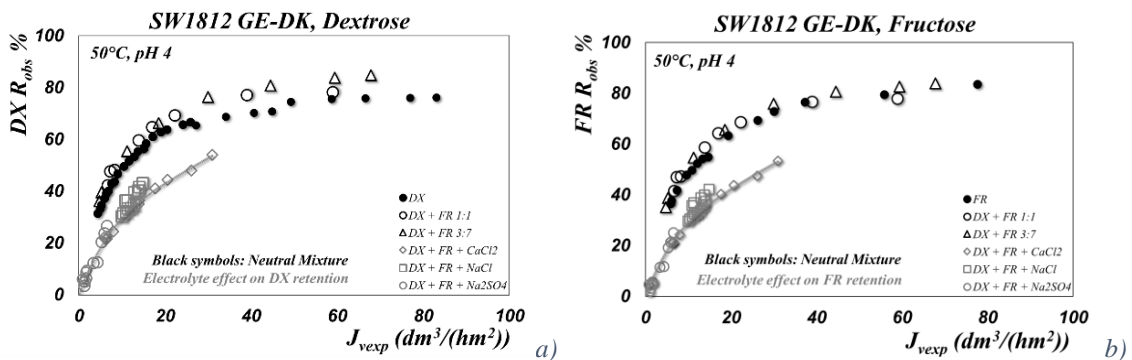 SW1812 GE-DK, Dextrose
DX R_obs %
100
80
60
40
20
0
50°C, pH 4
DX
DX + FR 1:1
DX + FR 3:7
DX + FR + CaCl2
DX + FR + NaCl
DX + FR + Na2SO4
Black symbols: Neutral Mixture
Electrolyte effect on DX retention
0 20 40 60 80 100
J_vexp (dm³/(hm²)
a)
SW1812 GE-DK, Fructose
FR R_obs %
100
80
60
40
20
0
50°C, pH 4
FR
DX + FR 1:1
DX + FR 3:7
DX + FR + CaCl2
DX + FR + NaCl
DX + FR + Na2SO4
Black symbols: Neutral Mixture
Electrolyte effect on FR retention
0 20 40 60 80 100
J_vexp (dm³/(hm²)
b)